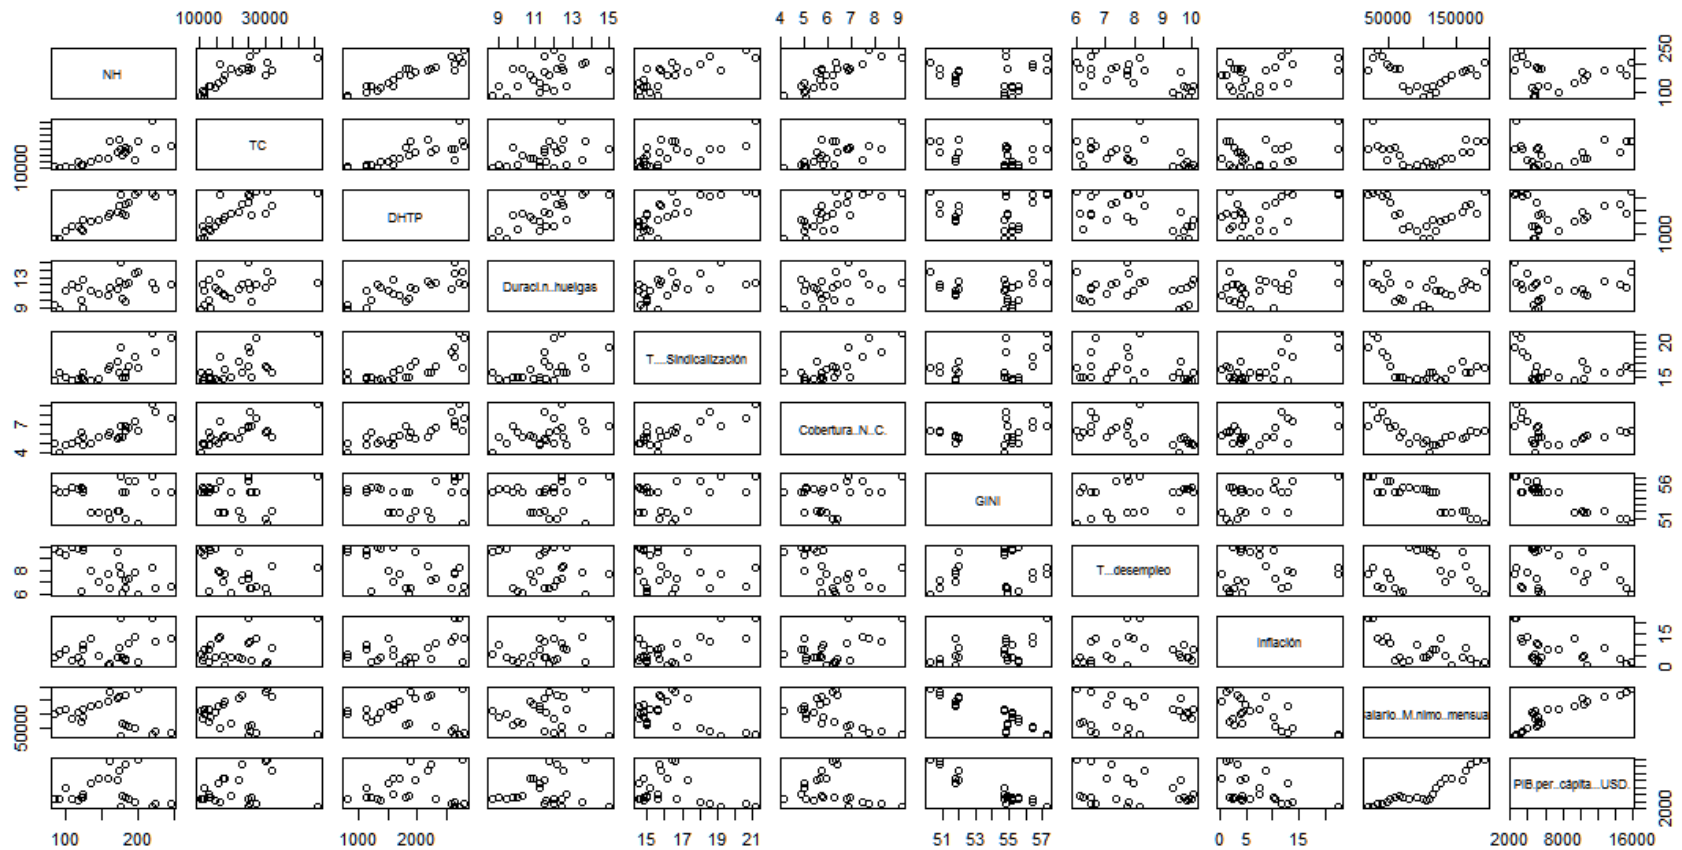 10000 30000 9 11 13 15 4 5 6 7 8 9 6 7 8 9 10 50000 150000
NH 100 250
10000 TC
DHTP 1000
9 13 Duraci.n..huelgas
T....Sindicalización 15 20
4 7 Cobertura..N..C.
GINI 51 56
6 8 T...desempleo
Inflación 0 15
50000 alario..M.nimo..mensua
PIB.per..cápita...USD. 2000
100 200 1000 2000 15 17 19 21 51 53 55 57 0 5 15 2000 8000 16000